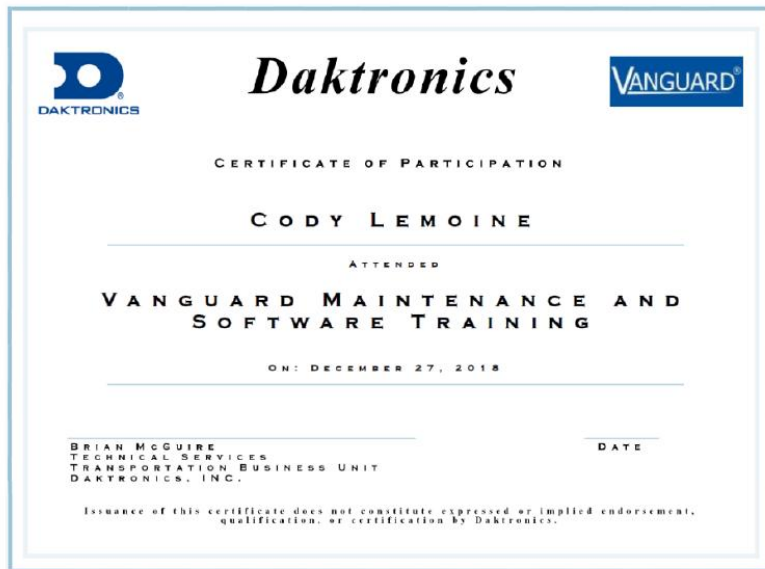 DAKTRONICS
Daktronics
VANGUARD®
CERTIFICATE OF PARTICIPATION
CODY LEMOINE
ATTENDED
VANGUARD MAINTENANCE AND
SOFTWARE TRAINING
ON: DECEMBER 27, 2018
BRIAN MCGUIRE
TECHNICAL SERVICES
TRANSPORTATION BUSINESS UNIT
DAKTRONICS, INC.
DATE
Issuance of this certificate does not constitute expressed or implied endorsement,
qualification, or certification by Daktronics.